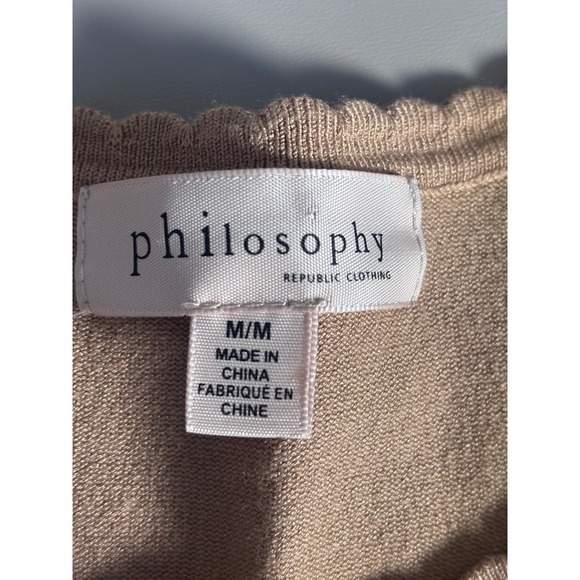 philosophy
REPUBLIC CLOTHING
M/M
MADE IN
CHINA
FABRIQUÉ EN
CHINE